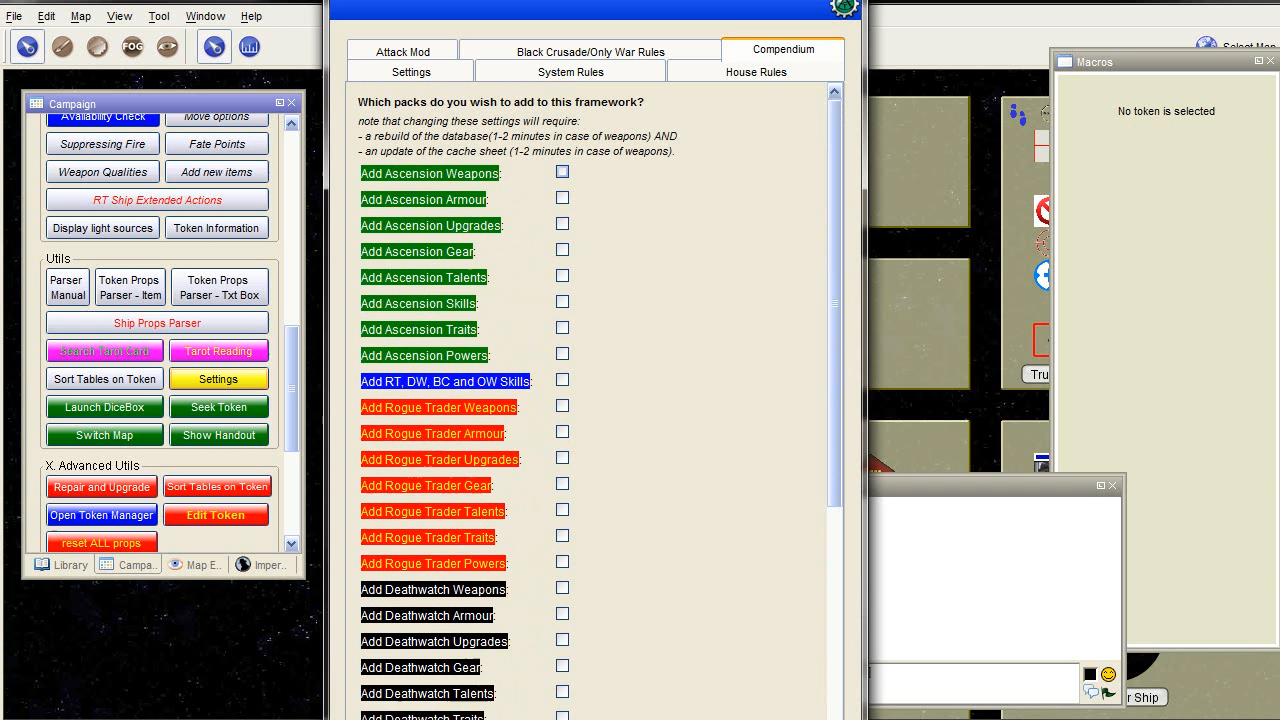 File Edit Map View Tool Window Help
FOG
Select Map
Campaign
Availability Check Move options
Suppressing Fire Fate Points
Weapon Qualities Add new items
RT Ship Extended Actions
Display light sources Token Information
Utils
Parser Manual
Token Props Parser - Item
Token Props Parser - Txt Box
Ship Props Parser
Search Tarot Card Tarot Reading
Sort Tables on Token Settings
Launch DiceBox Seek Token
Switch Map Show Handout
X. Advanced Utils
Repair and Upgrade Sort Tables on Token
Open Token Manager Edit Token
reset ALL props
Library Campa.. Map E.. Imper..
Attack Mod Black Crusade/Only War Rules Compendium
Settings System Rules House Rules
Which packs do you wish to add to this framework?
note that changing these settings will require:
- a rebuild of the database(1-2 minutes in case of weapons) AND
- an update of the cache sheet (1-2 minutes in case of weapons).
Add Ascension Weapons:
Add Ascension Armour:
Add Ascension Upgrades:
Add Ascension Gear:
Add Ascension Talents:
Add Ascension Skills:
Add Ascension Traits:
Add Ascension Powers:
Add RT, DW, BC and OW Skills:
Add Rogue Trader Weapons:
Add Rogue Trader Armour:
Add Rogue Trader Upgrades:
Add Rogue Trader Gear:
Add Rogue Trader Talents:
Add Rogue Trader Traits:
Add Rogue Trader Powers:
Add Deathwatch Weapons:
Add Deathwatch Armour:
Add Deathwatch Upgrades:
Add Deathwatch Gear:
Add Deathwatch Talents:
Add Deathwatch Traits:
Macros
No token is selected
Tru
r Ship